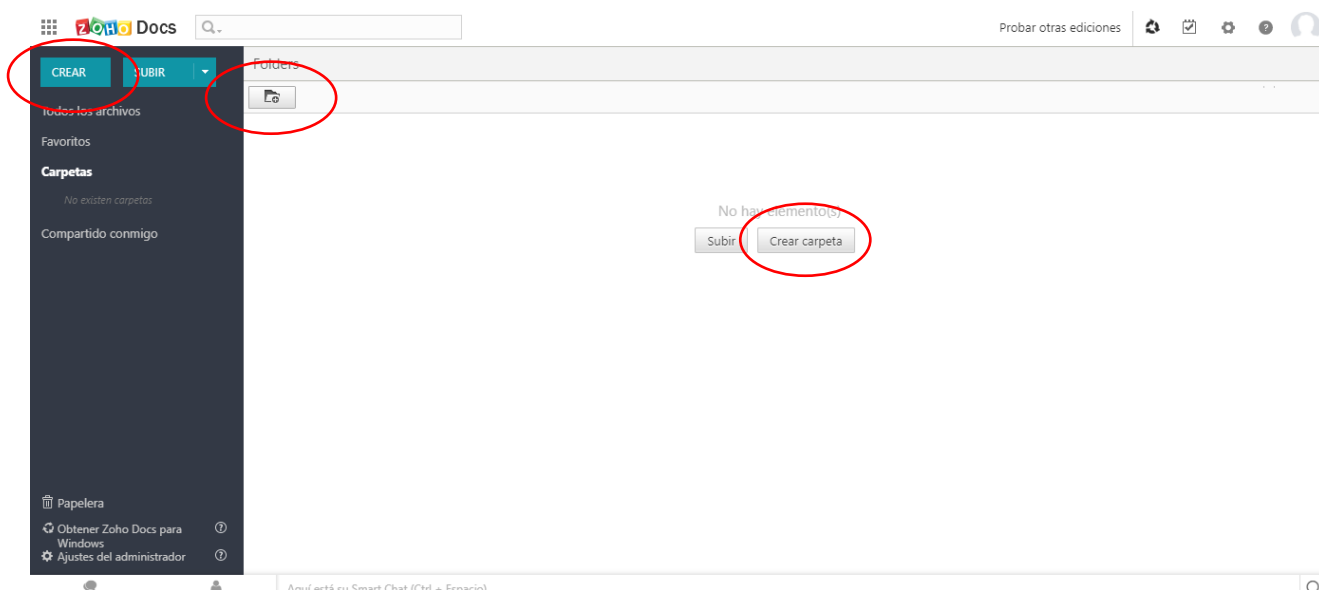 ZOHO Docs
Probar otras ediciones
CREAR
SUBIR
Folders
Todos los archivos
Favoritos
Carpetas
No existen carpetas
Compartido conmigo
No hay elemento(s)
Subir
Crear carpeta
Papelera
Obtener Zoho Docs para
Windows
Ajustes del administrador
Aquí está su Smart Chat (Ctrl + Espacio)